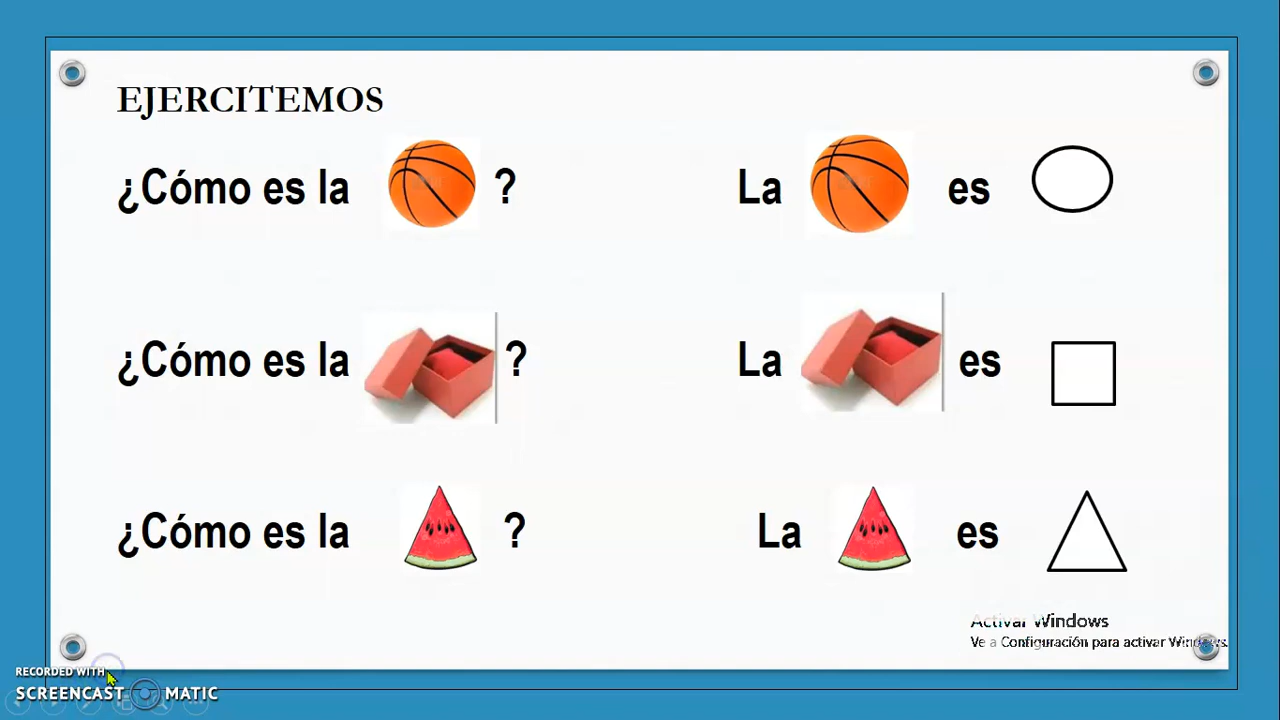 EJERCITEMOS
¿Cómo es la ? La es
¿Cómo es la ? La es
¿Cómo es la ? La es
Activar Windows
Ve a Configuración para activar Windows.
RECORDED WITH
SCREENCAST MATIC